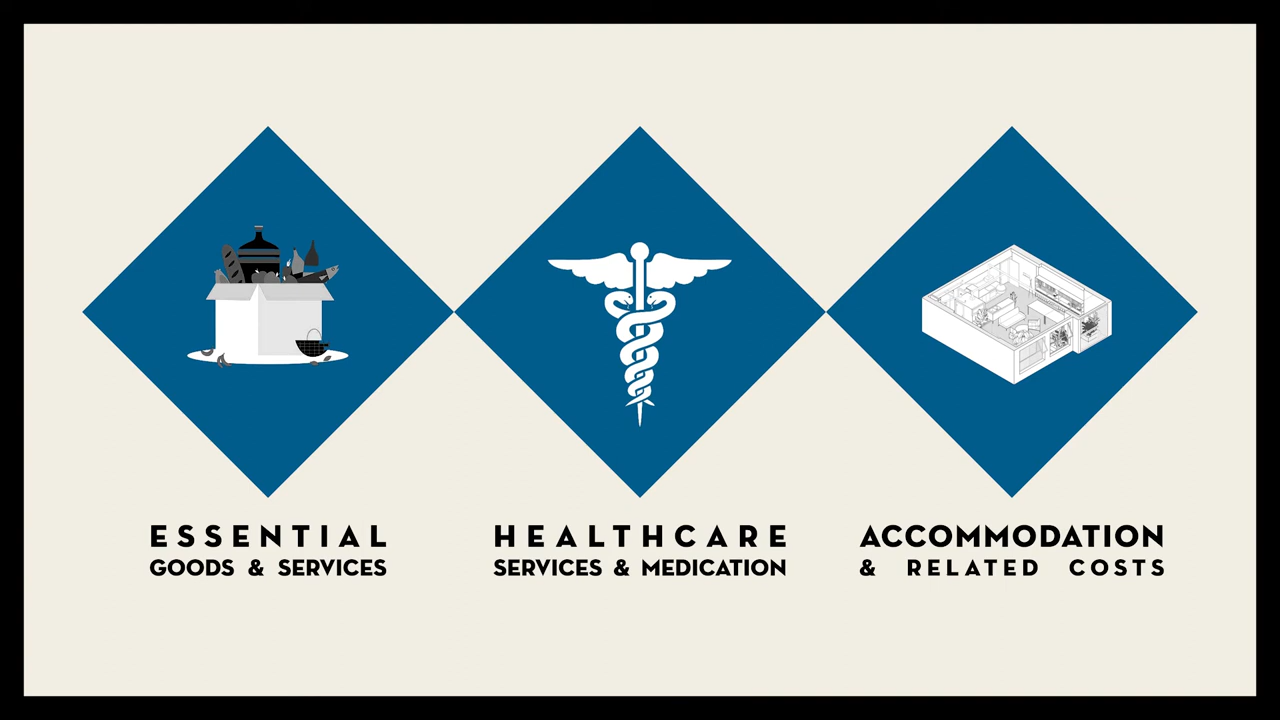 ESSENTIAL
GOODS & SERVICES
HEALTHCARE
SERVICES & MEDICATION
ACCOMMODATION
& RELATED COSTS